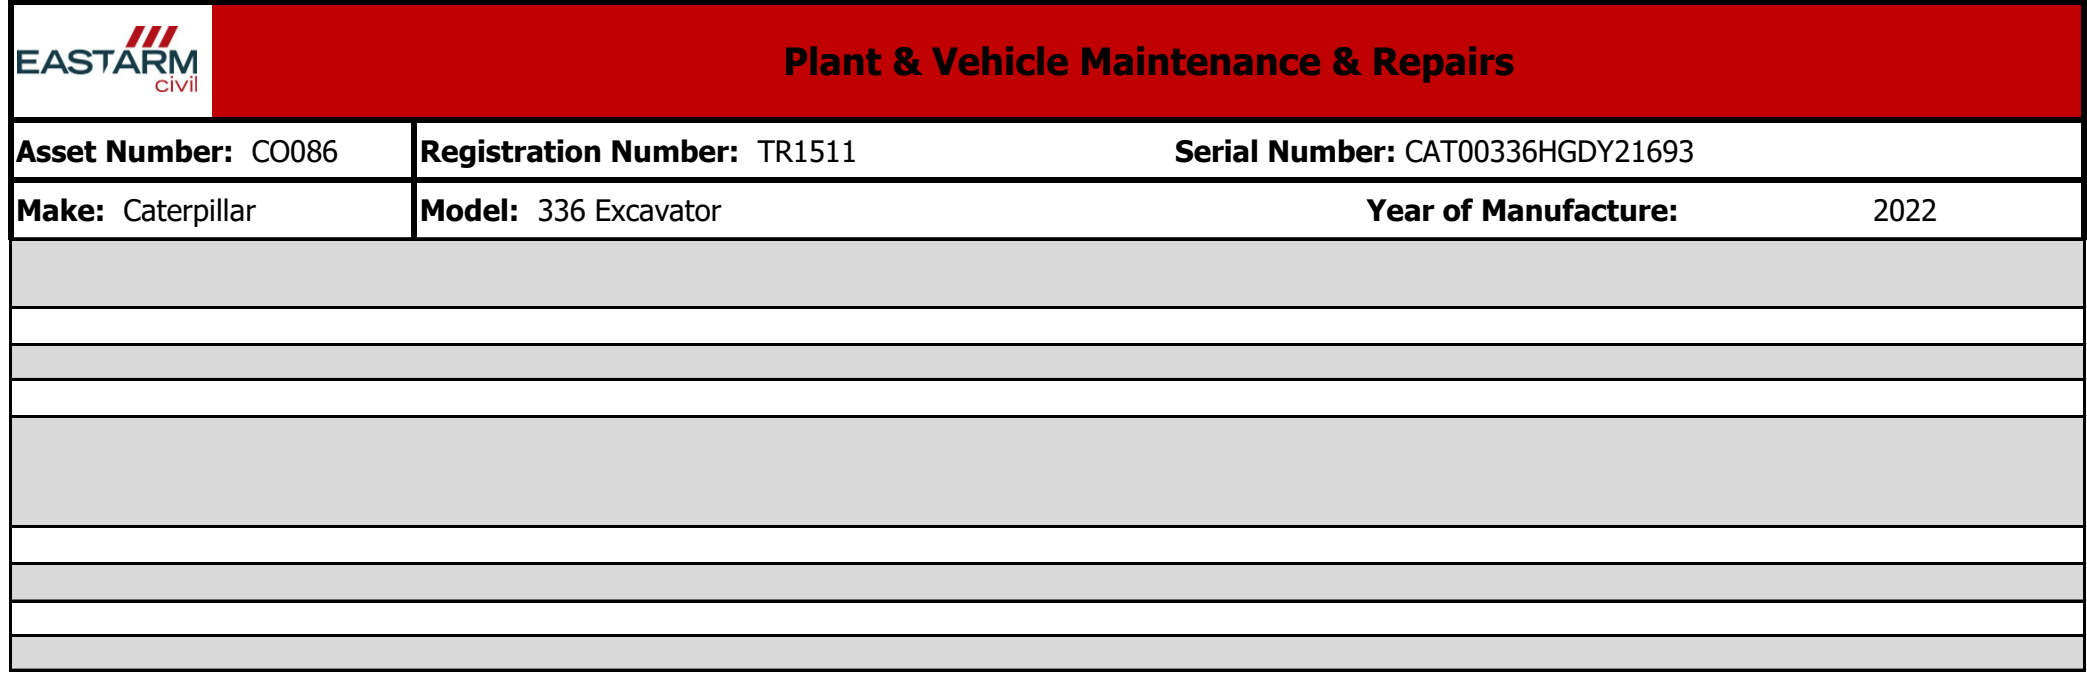 EASTARM
civil
Plant & Vehicle Maintenance & Repairs
Asset Number: CO086 Registration Number: TR1511 Serial Number: CAT00336HGDY21693
Make: Caterpillar Model: 336 Excavator Year of Manufacture: 2022